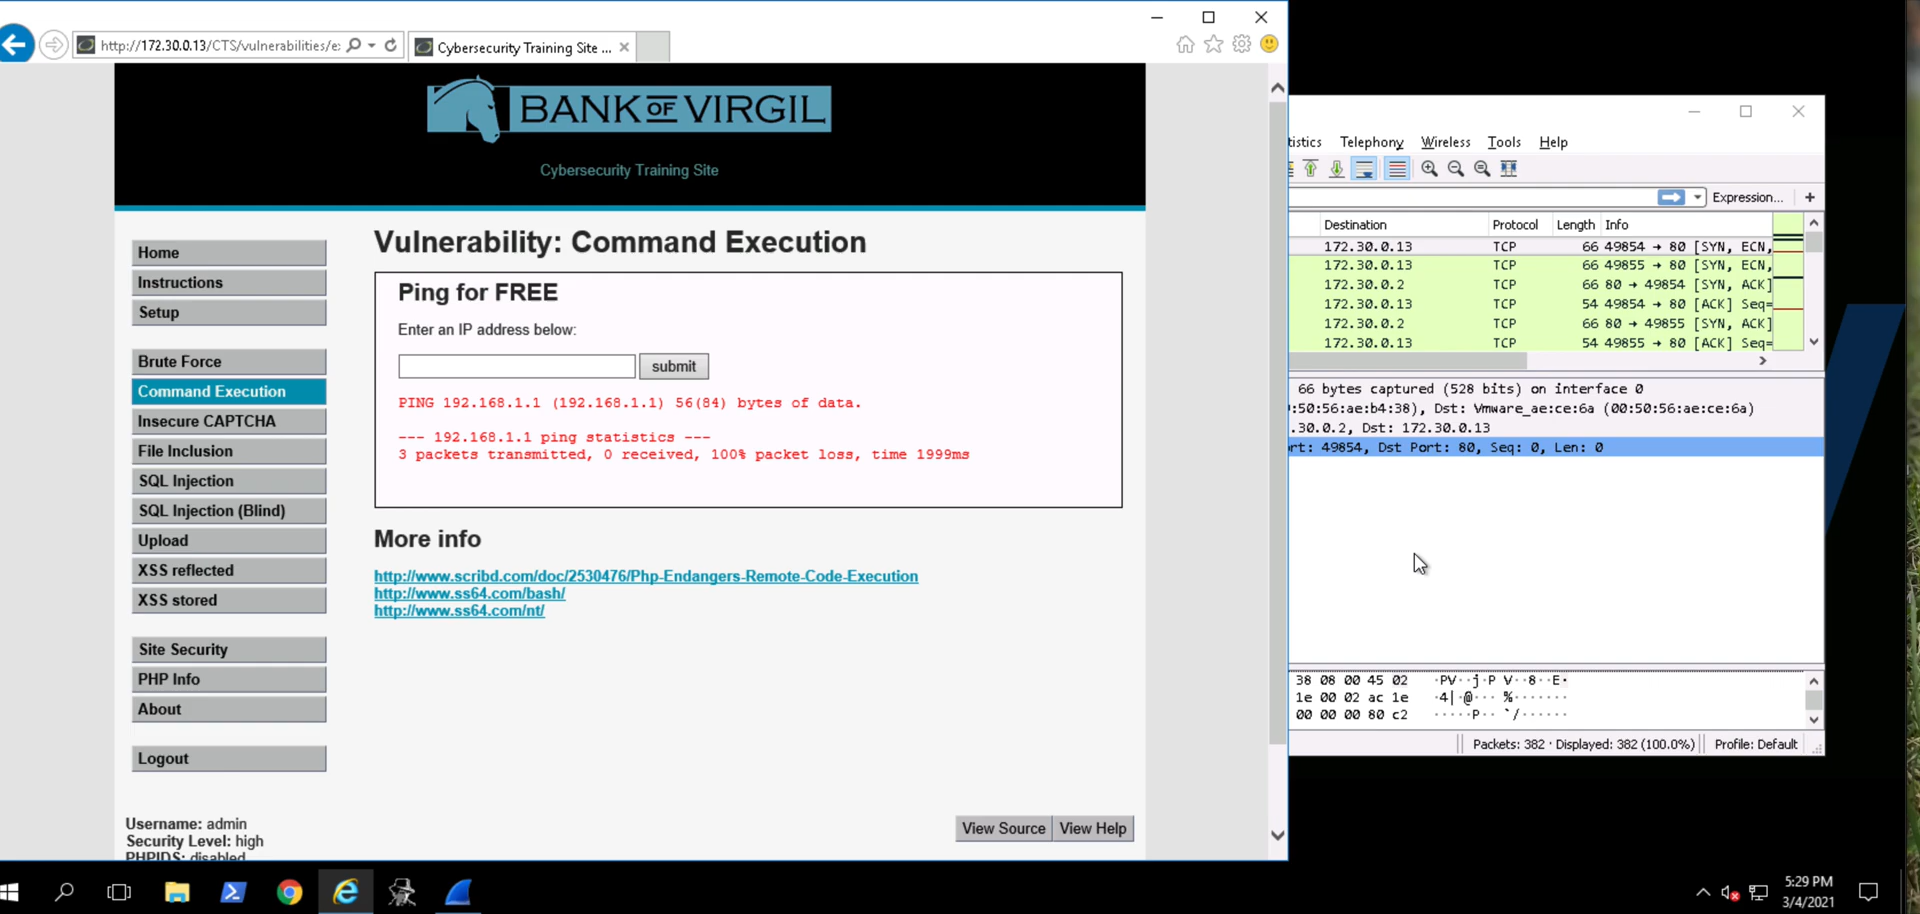 http://172.30.0.13/CTS/vulnerabilities/e:
Cybersecurity Training Site ...
BANK OF VIRGIL
Cybersecurity Training Site
Home
Instructions
Setup
Brute Force
Command Execution
Insecure CAPTCHA
File Inclusion
SQL Injection
SQL Injection (Blind)
Upload
XSS reflected
XSS stored
Site Security
PHP Info
About
Logout
Username: admin
Security Level: high
PHPIDS: disabled
Vulnerability: Command Execution
Ping for FREE
Enter an IP address below:
submit
PING 192.168.1.1 (192.168.1.1) 56(84) bytes of data.
--- 192.168.1.1 ping statistics ---
3 packets transmitted, 0 received, 100% packet loss, time 1999ms
More info
http://www.scribd.com/doc/2530476/Php-Endangers-Remote-Code-Execution
http://www.ss64.com/bash/
http://www.ss64.com/nt/
View Source View Help
tistics Telephony Wireless Tools Help
Expression... +
Destination Protocol Length Info
172.30.0.13 TCP 66 49854 → 80 [SYN, ECN,
172.30.0.13 TCP 66 49855 → 80 [SYN, ECN,
172.30.0.2 TCP 66 80 → 49854 [SYN, ACK]
172.30.0.13 TCP 54 49854 → 80 [ACK] Seq=
172.30.0.2 TCP 66 80 → 49855 [SYN, ACK]
172.30.0.13 TCP 54 49855 → 80 [ACK] Seq=
66 bytes captured (528 bits) on interface 0
:50:56:ae:b4:38), Dst: Vmware_ae:ce:6a (00:50:56:ae:ce:6a)
.30.0.2, Dst: 172.30.0.13
rt: 49854, Dst Port: 80, Seq: 0, Len: 0
38 08 00 45 02 ·PV··j·P V··8··E·
1e 00 02 ac 1e ·4|·@··· %·······
00 00 00 80 c2 ·····P·· `/······
Packets: 382 · Displayed: 382 (100.0%) Profile: Default
5:29 PM
3/4/2021